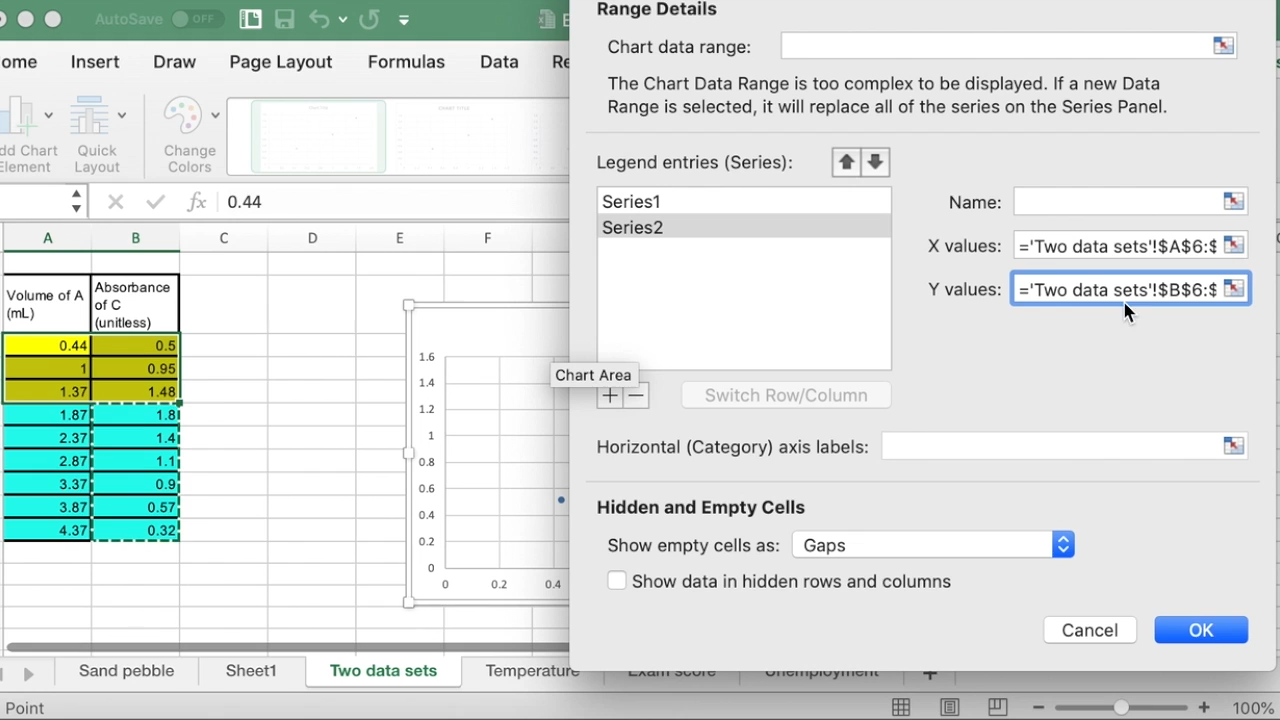 AutoSave OFF
ome Insert Draw Page Layout Formulas Data Re
dd Chart
Element
Quick
Layout
Change
Colors
fx 0.44
A B C D E F
Volume of A
(mL)
Absorbance
of C
(unitless)
0.44 0.5
1 0.95
1.37 1.48
1.87 1.8
2.37 1.4
2.87 1.1
3.37 0.9
3.87 0.57
4.37 0.32
1.6
1.4
1.2
1
0.8
0.6
0.4
0.2
0
0 0.2 0.4
Chart Area
Range Details
Chart data range:
The Chart Data Range is too complex to be displayed. If a new Data
Range is selected, it will replace all of the series on the Series Panel.
Legend entries (Series):
Series1
Series2
Name:
X values: ='Two data sets'!$A$6:$
Y values: ='Two data sets'!$B$6:$
Switch Row/Column
Horizontal (Category) axis labels:
Hidden and Empty Cells
Show empty cells as: Gaps
Show data in hidden rows and columns
Cancel OK
Sand pebble Sheet1 Two data sets Temperature Exam score Unemployment +
Point 100%